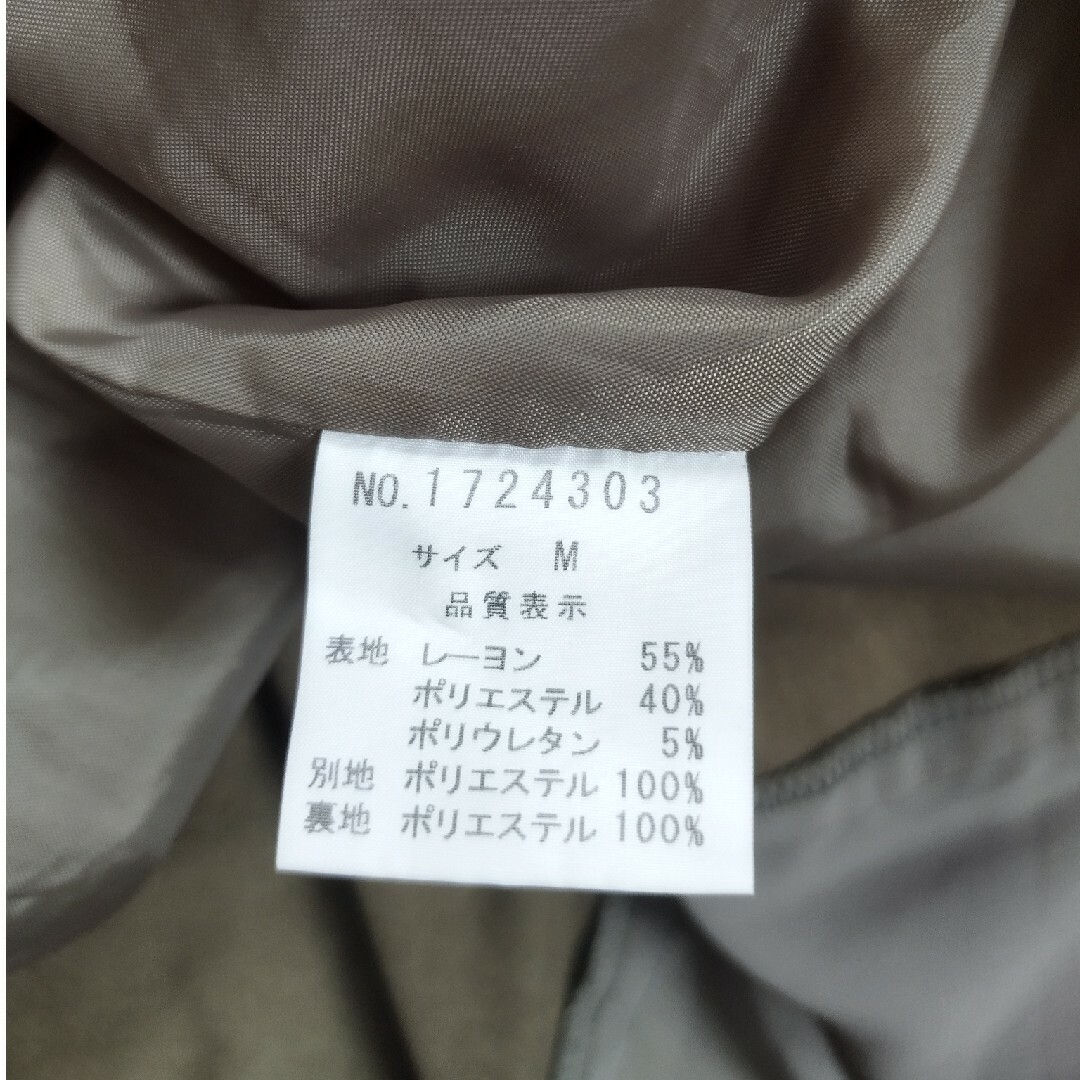 NO.1724303
サイズ M
品質表示
表地 レーヨン 55%
ポリエステル 40%
ポリウレタン 5%
別地 ポリエステル 100%
裏地 ポリエステル 100%